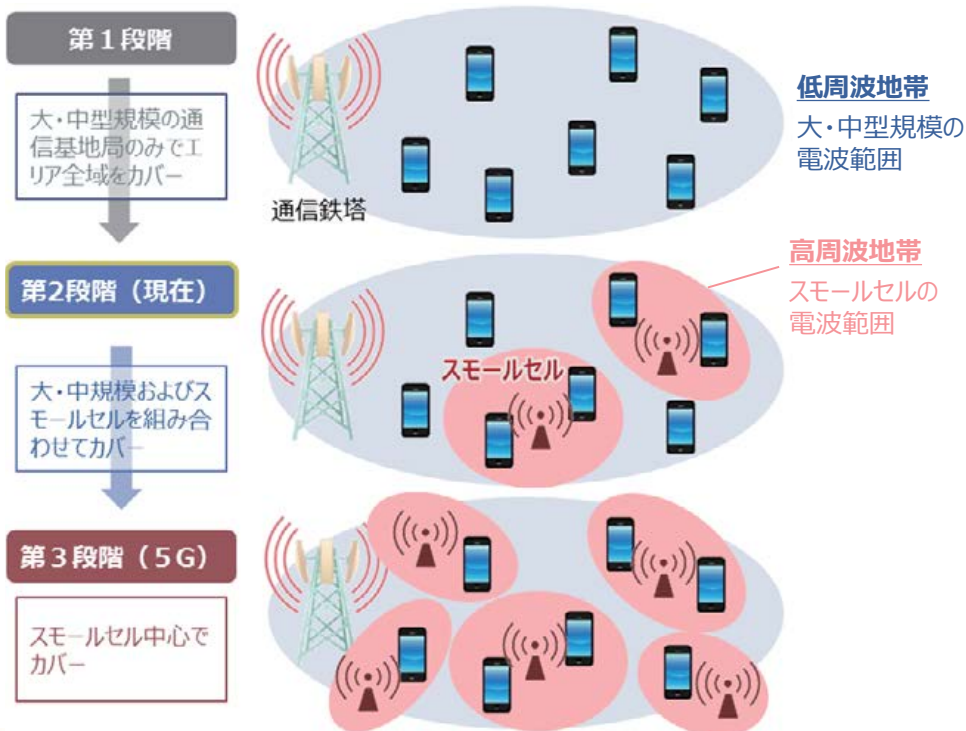 第１段階
大・中型規模の通
信基地局のみでエ
リア全域をカバー
通信鉄塔
低周波地帯
大・中型規模の
電波範囲
第2段階（現在）
高周波地帯
スモールセルの
電波範囲
スモールセル
大・中規模およびス
モールセルを組み合
わせてカバー
第３段階（５G）
スモールセル中心で
カバー